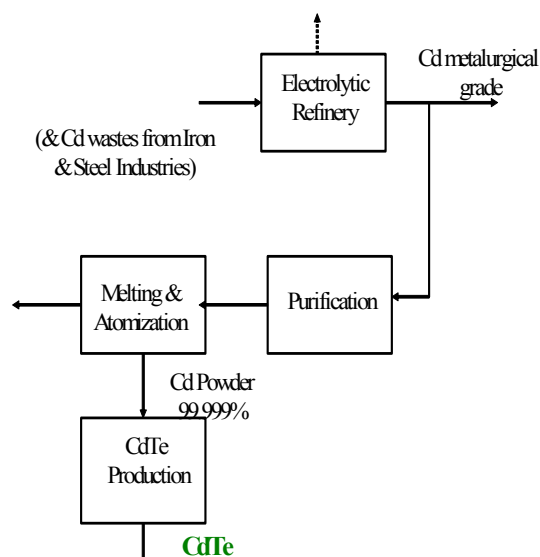 Electrolytic
Refinery
Cd metalurgical
grade
(& Cd wastes from Iron
& Steel Industries)
Melting &
Atomization
Purification
Cd Powder
99.999%
CdTe
Production
CdTe